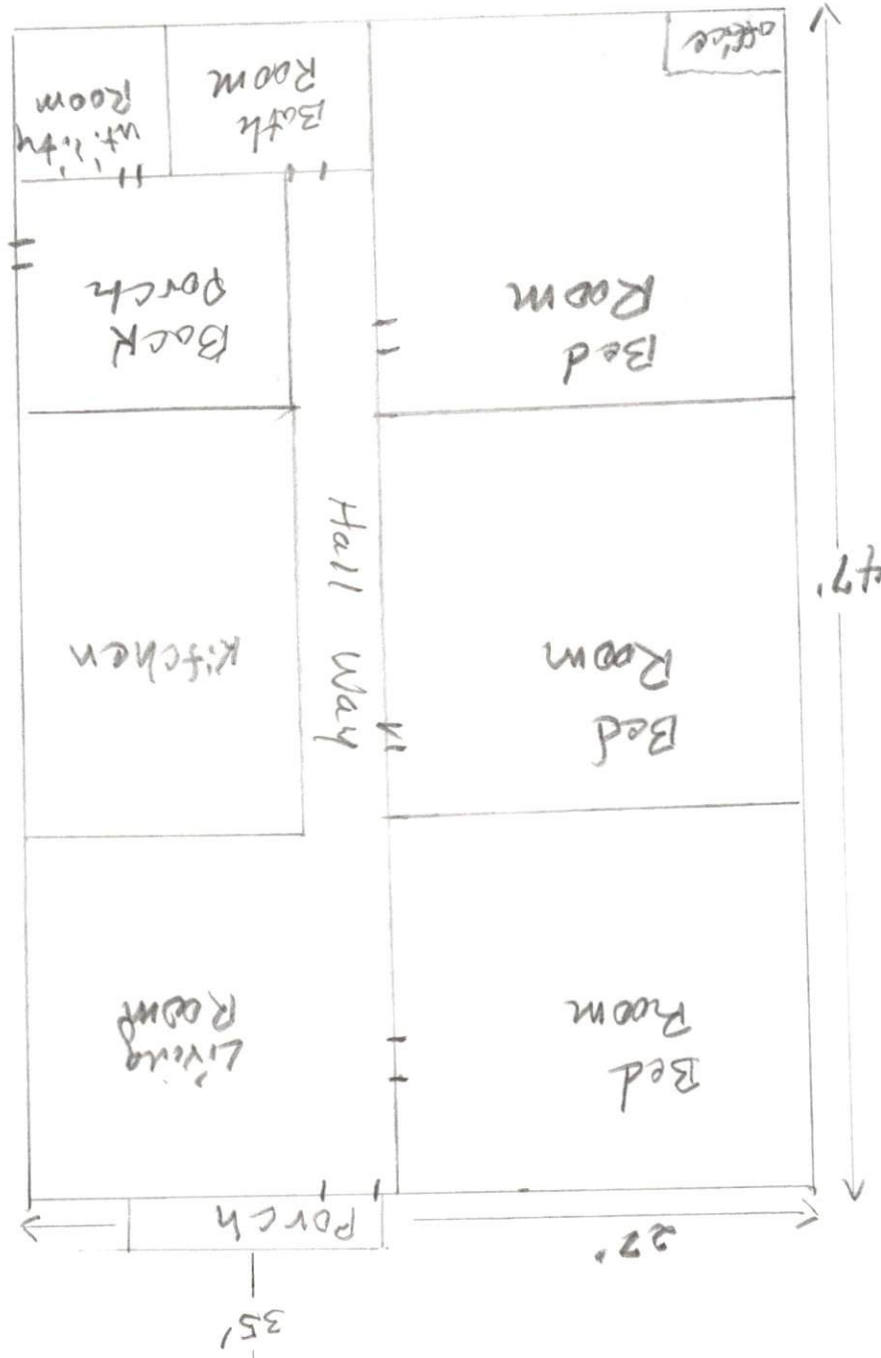 35'
27'
Porch
Bed
Room
Living
Room
47'
Bed
Room
Hall Way
Kitchen
Bed
Room
Back
Porch
office
Bath
Room
Utility
Room